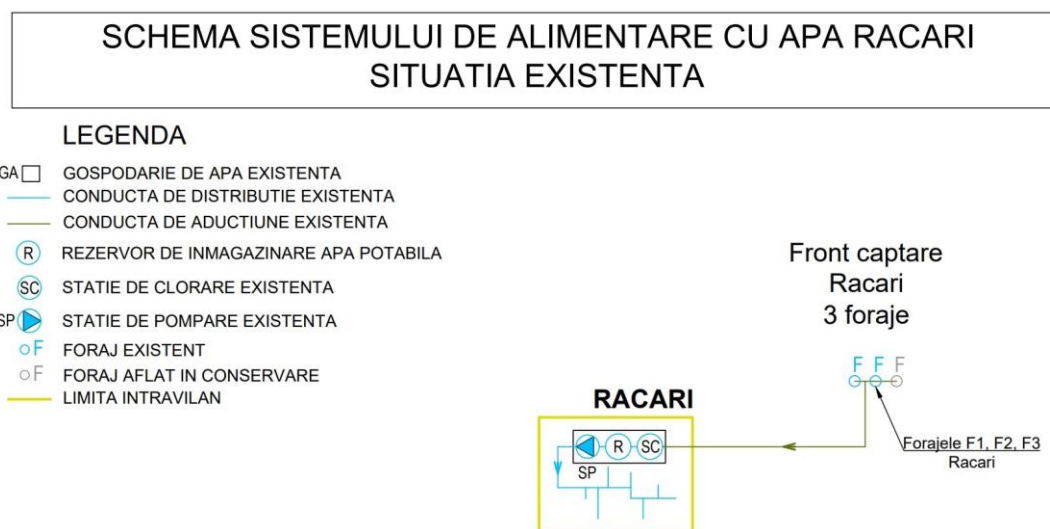 SCHEMA SISTEMULUI DE ALIMENTARE CU APA RACARI
SITUATIA EXISTENTA
LEGENDA
GA GOSPODARIE DE APA EXISTENTA
CONDUCTA DE DISTRIBUTIE EXISTENTA
CONDUCTA DE ADUCTIUNE EXISTENTA
R REZERVOR DE INMAGAZINARE APA POTABILA
SC STATIE DE CLORARE EXISTENTA
SP STATIE DE POMPARE EXISTENTA
F FORAJ EXISTENT
F FORAJ AFLAT IN CONSERVARE
LIMITA INTRAVILAN
Front captare
Racari
3 foraje
F F F
Forajele F1, F2, F3
Racari
RACARI
R SC
SP